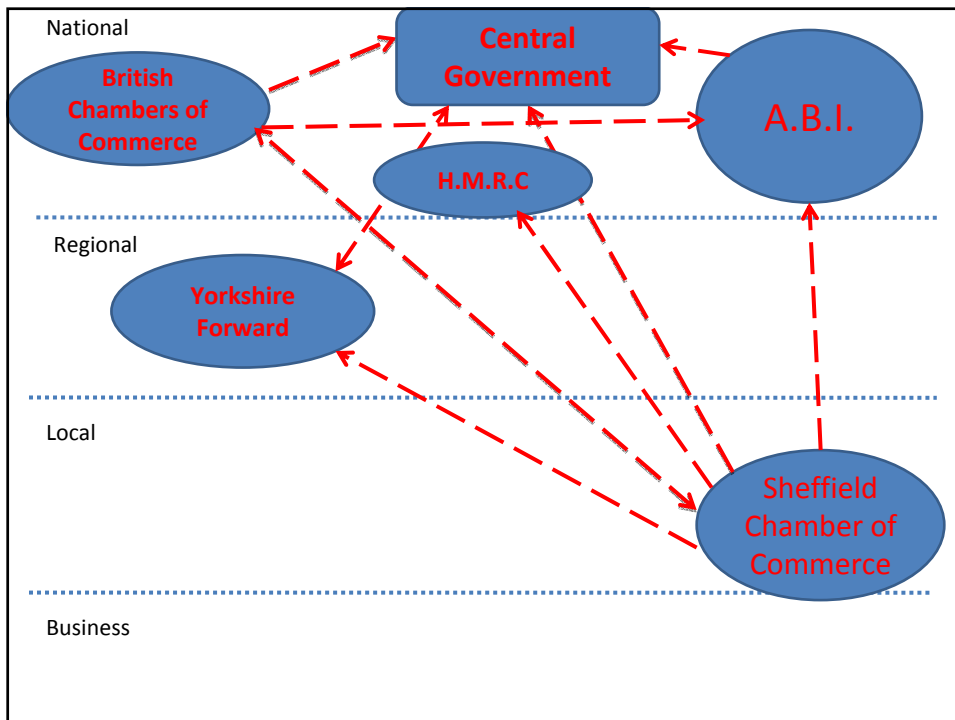 National
Central
Government
British
Chambers of
Commerce
A.B.I.
H.M.R.C
Regional
Yorkshire
Forward
Local
Sheffield
Chamber of
Commerce
Business